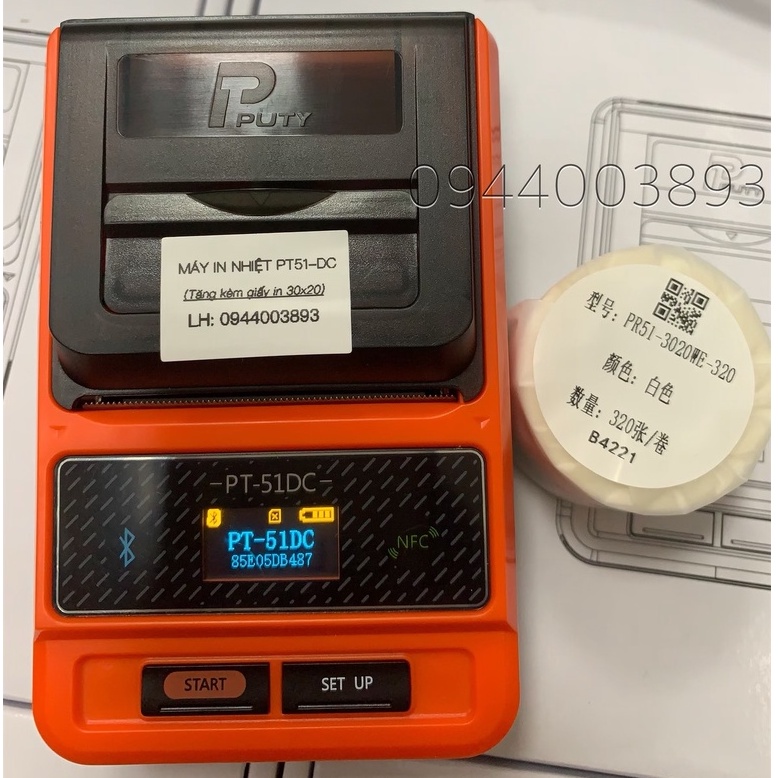 PUTY
0944003893
MÁY IN NHIỆT PT51-DC
(Tặng kèm giấy in 30x20)
LH: 0944003893
型号: PR51-3020WE-320
颜色: 白色
数量: 320张/卷
B4221
-PT-51DC-
PT-51DC
85E05DB487
NFC
START
SET UP